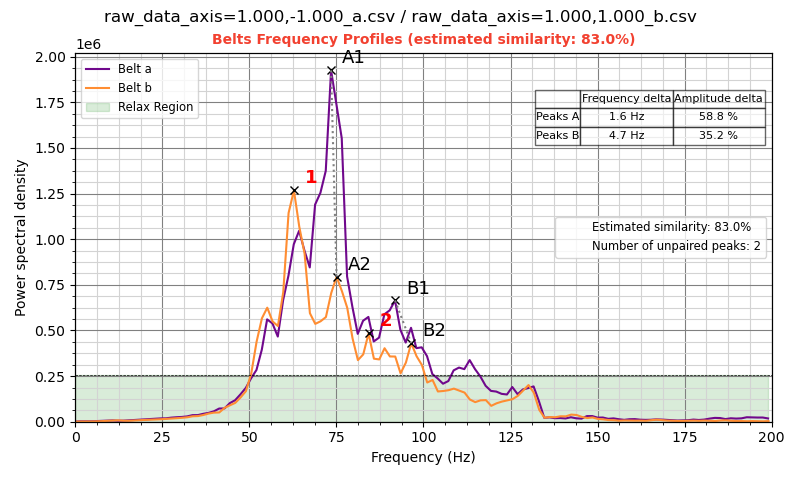 raw_data_axis=1.000,-1.000_a.csv / raw_data_axis=1.000,1.000_b.csv
Belts Frequency Profiles (estimated similarity: 83.0%)
1e6
Belt a
Belt b
Relax Region
A1
Frequency delta Amplitude delta
Peaks A 1.6 Hz 58.8 %
Peaks B 4.7 Hz 35.2 %
1
Estimated similarity: 83.0%
Number of unpaired peaks: 2
A2
B1
2
B2
2.00
1.75
1.50
1.25
1.00
0.75
0.50
0.25
0.00
Power spectral density
0 25 50 75 100 125 150 175 200
Frequency (Hz)